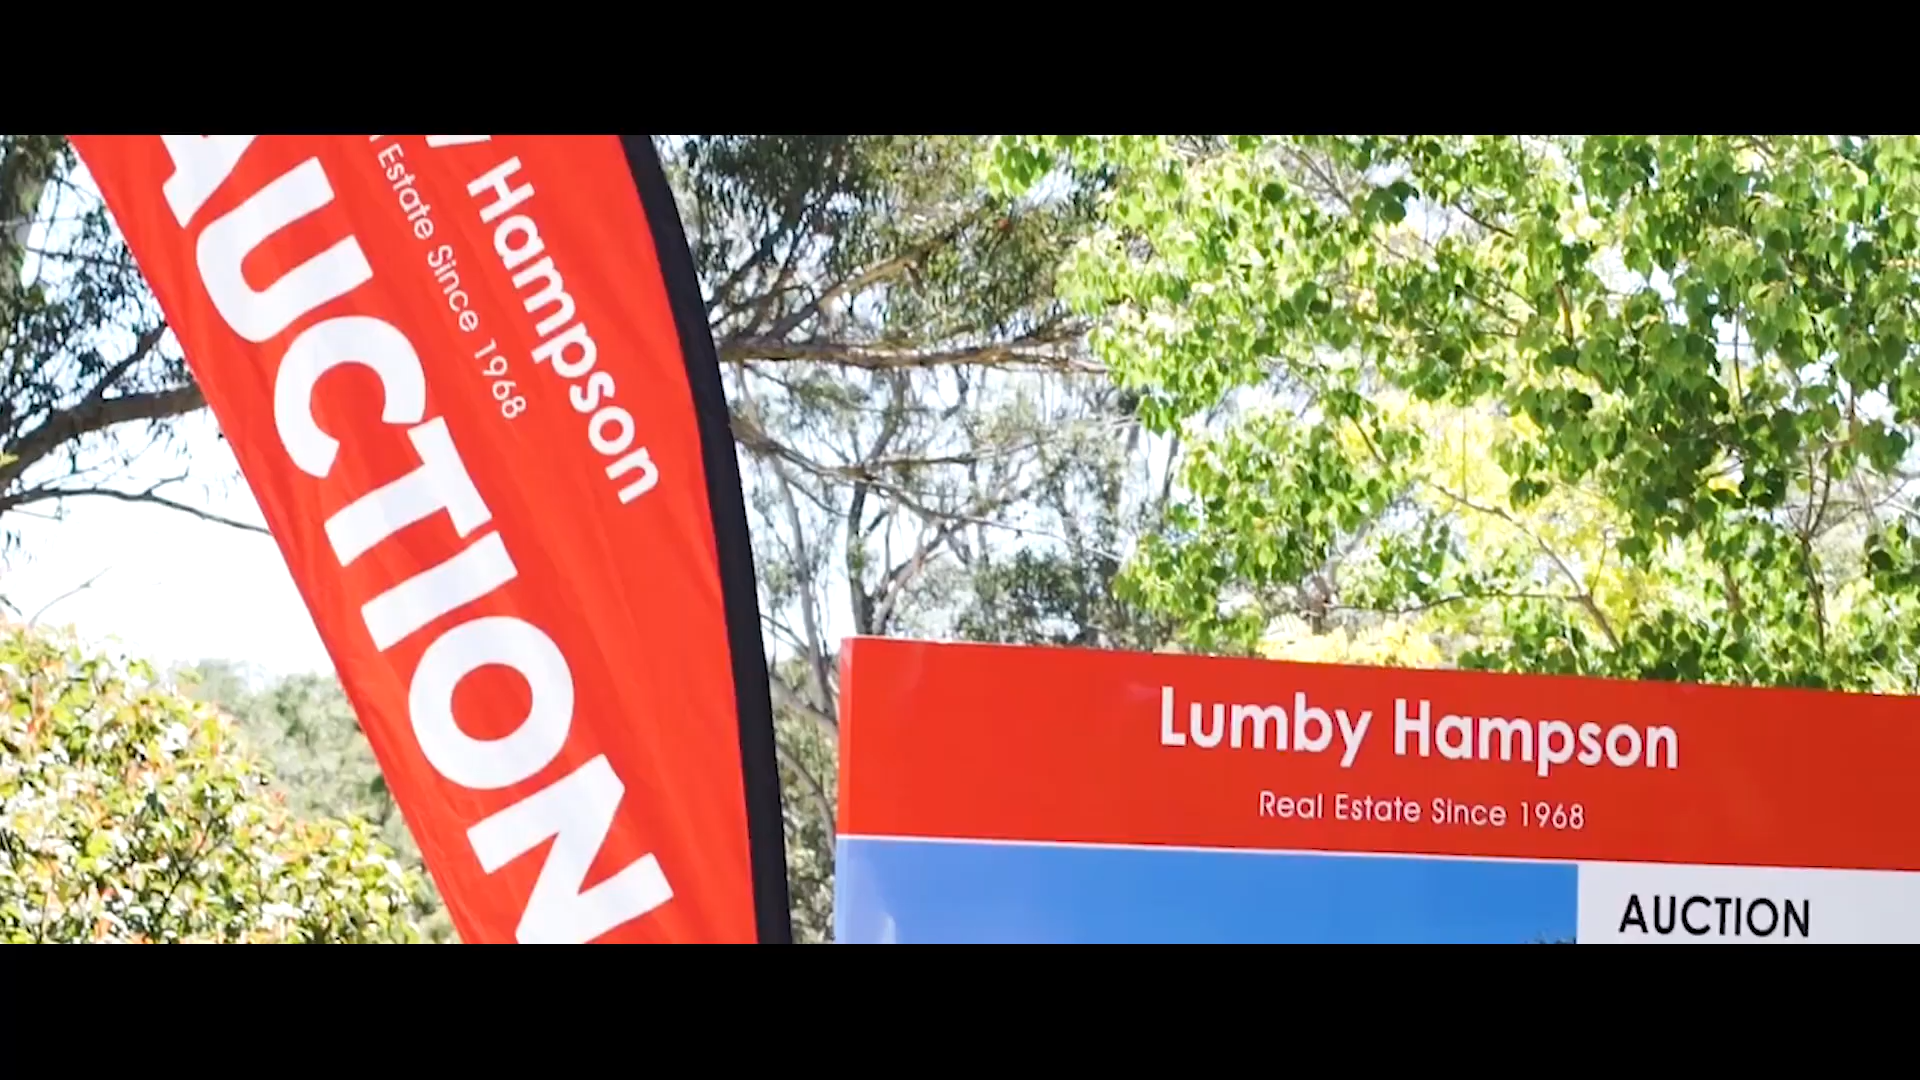 Hampson
Estate Since 1968
AUCTION
Lumby Hampson
Real Estate Since 1968
AUCTION